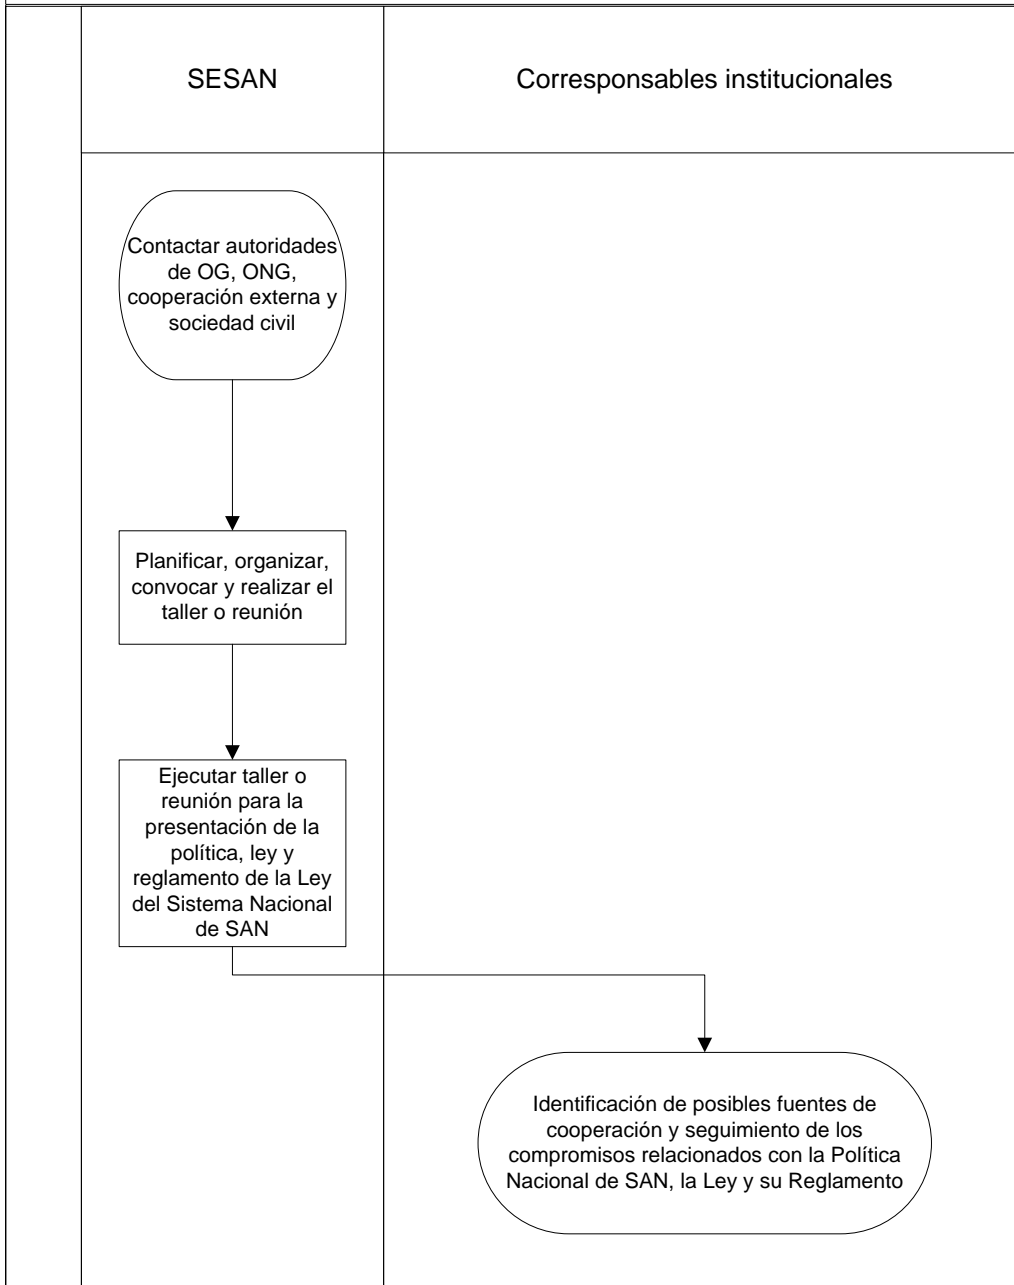 SESAN
Corresponsables institucionales
Contactar autoridades
de OG, ONG,
cooperación externa y
sociedad civil
Planificar, organizar,
convocar y realizar el
taller o reunión
Ejecutar taller o
reunión para la
presentación de la
política, ley y
reglamento de la Ley
del Sistema Nacional
de SAN
Identificación de posibles fuentes de
cooperación y seguimiento de los
compromisos relacionados con la Política
Nacional de SAN, la Ley y su Reglamento